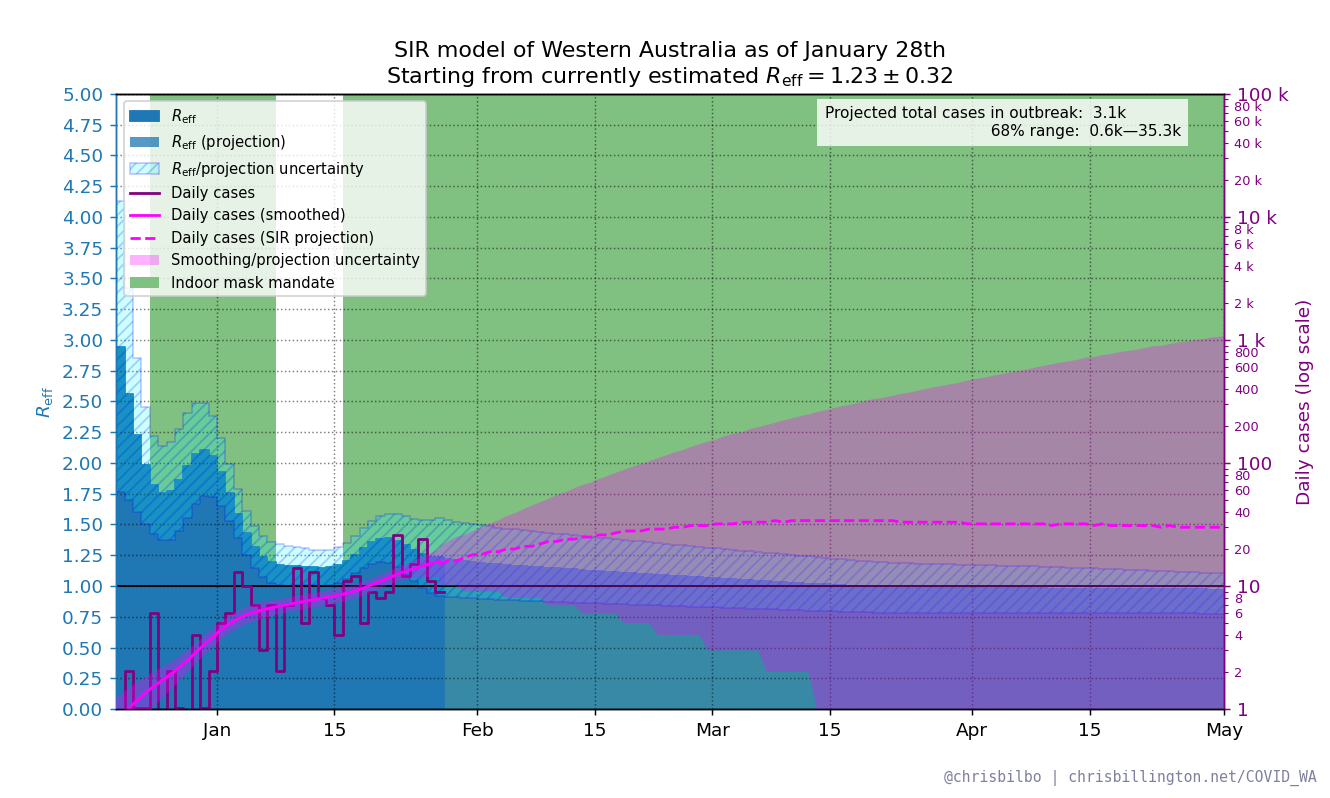 SIR model of Western Australia as of January 28th
Starting from currently estimated Reff = 1.23 ± 0.32
Reff
Reff (projection)
Reff/projection uncertainty
Daily cases
Daily cases (smoothed)
Daily cases (SIR projection)
Smoothing/projection uncertainty
Indoor mask mandate
Projected total cases in outbreak: 3.1k
68% range: 0.6k—35.3k
5.00
4.75
4.50
4.25
4.00
3.75
3.50
3.25
3.00
2.75
2.50
2.25
2.00
1.75
1.50
1.25
1.00
0.75
0.50
0.25
0.00
Reff
100 k
80 k
60 k
40 k
20 k
10 k
8 k
6 k
4 k
2 k
1 k
800
600
400
200
100
80
60
40
20
10
8
6
4
2
1
Daily cases (log scale)
Jan 15 Feb 15 Mar 15 Apr 15 May
@chrisbilbo | chrisbillington.net/COVID_WA